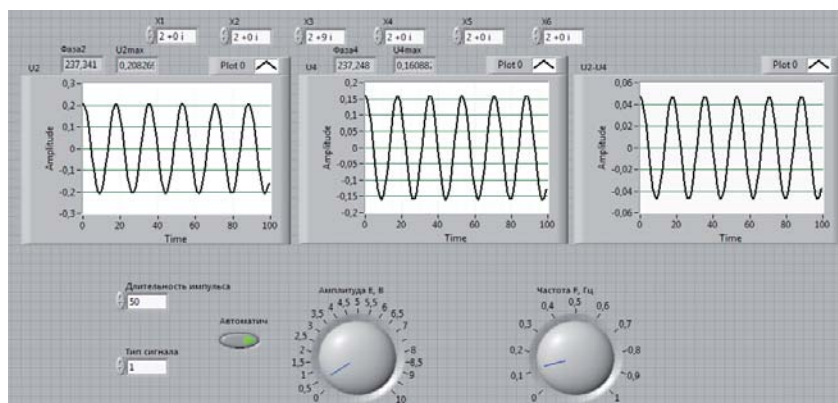 X1 X2 X3 X4 X5 X6
2 +0 i 2 +0 i 2 +9 i 2 +0 i 2 +0 i 2 +0 i
Фаза2 U2max Фаза4 U4max
U2 237,341 0,208269 Plot 0 U4 237,248 0,16088 Plot 0 U2-U4 Plot 0
0,3 0,2 0,1 0 -0,1 -0,2 -0,3
Amplitude
0 20 40 60 80 100
Time
0,2 0,15 0,1 0,05 0 -0,05 -0,1 -0,15 -0,2
Amplitude
0 20 40 60 80 100
Time
0,06 0,04 0,02 0 -0,02 -0,04 -0,06
Amplitude
0 20 40 60 80 100
Time
Длительность импульса
50
Автоматич
Тип сигнала
1
Амплитуда E, В
0 0,5 1 1,5 2 2,5 3 3,5 4 4,5 5 5,5 6 6,5 7 8 8,5 9 10
Частота F, Гц
0 0,1 0,2 0,3 0,4 0,5 0,6 0,7 0,8 0,9 1